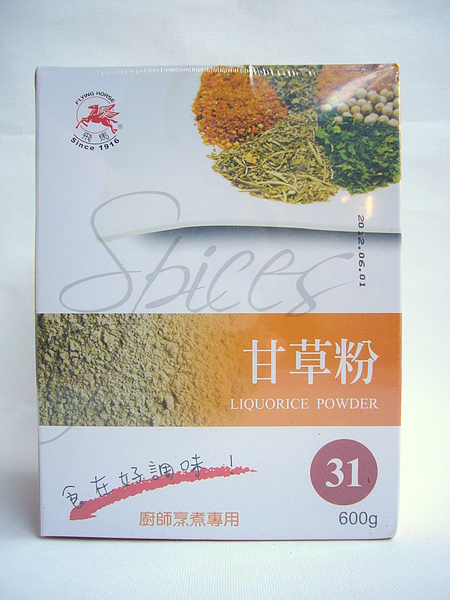 FLYING HORSE
飛馬
®
Since 1916
2012.06.01
Spices
甘草粉
LIQUORICE POWDER
食在好調味！
31
廚師烹煮專用
600g